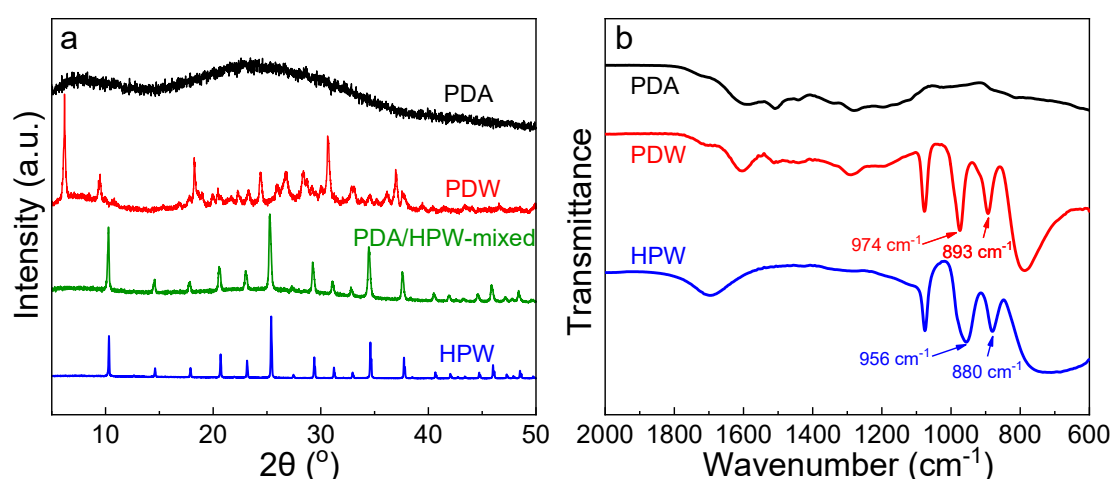 a
PDA
PDW
PDA/HPW-mixed
HPW
10 20 30 40 50
2θ (°)
Intensity (a.u.)
b
PDA
PDW
974 cm⁻¹
893 cm⁻¹
HPW
956 cm⁻¹
880 cm⁻¹
2000 1800 1600 1400 1200 1000 800 600
Wavenumber (cm⁻¹)
Transmittance